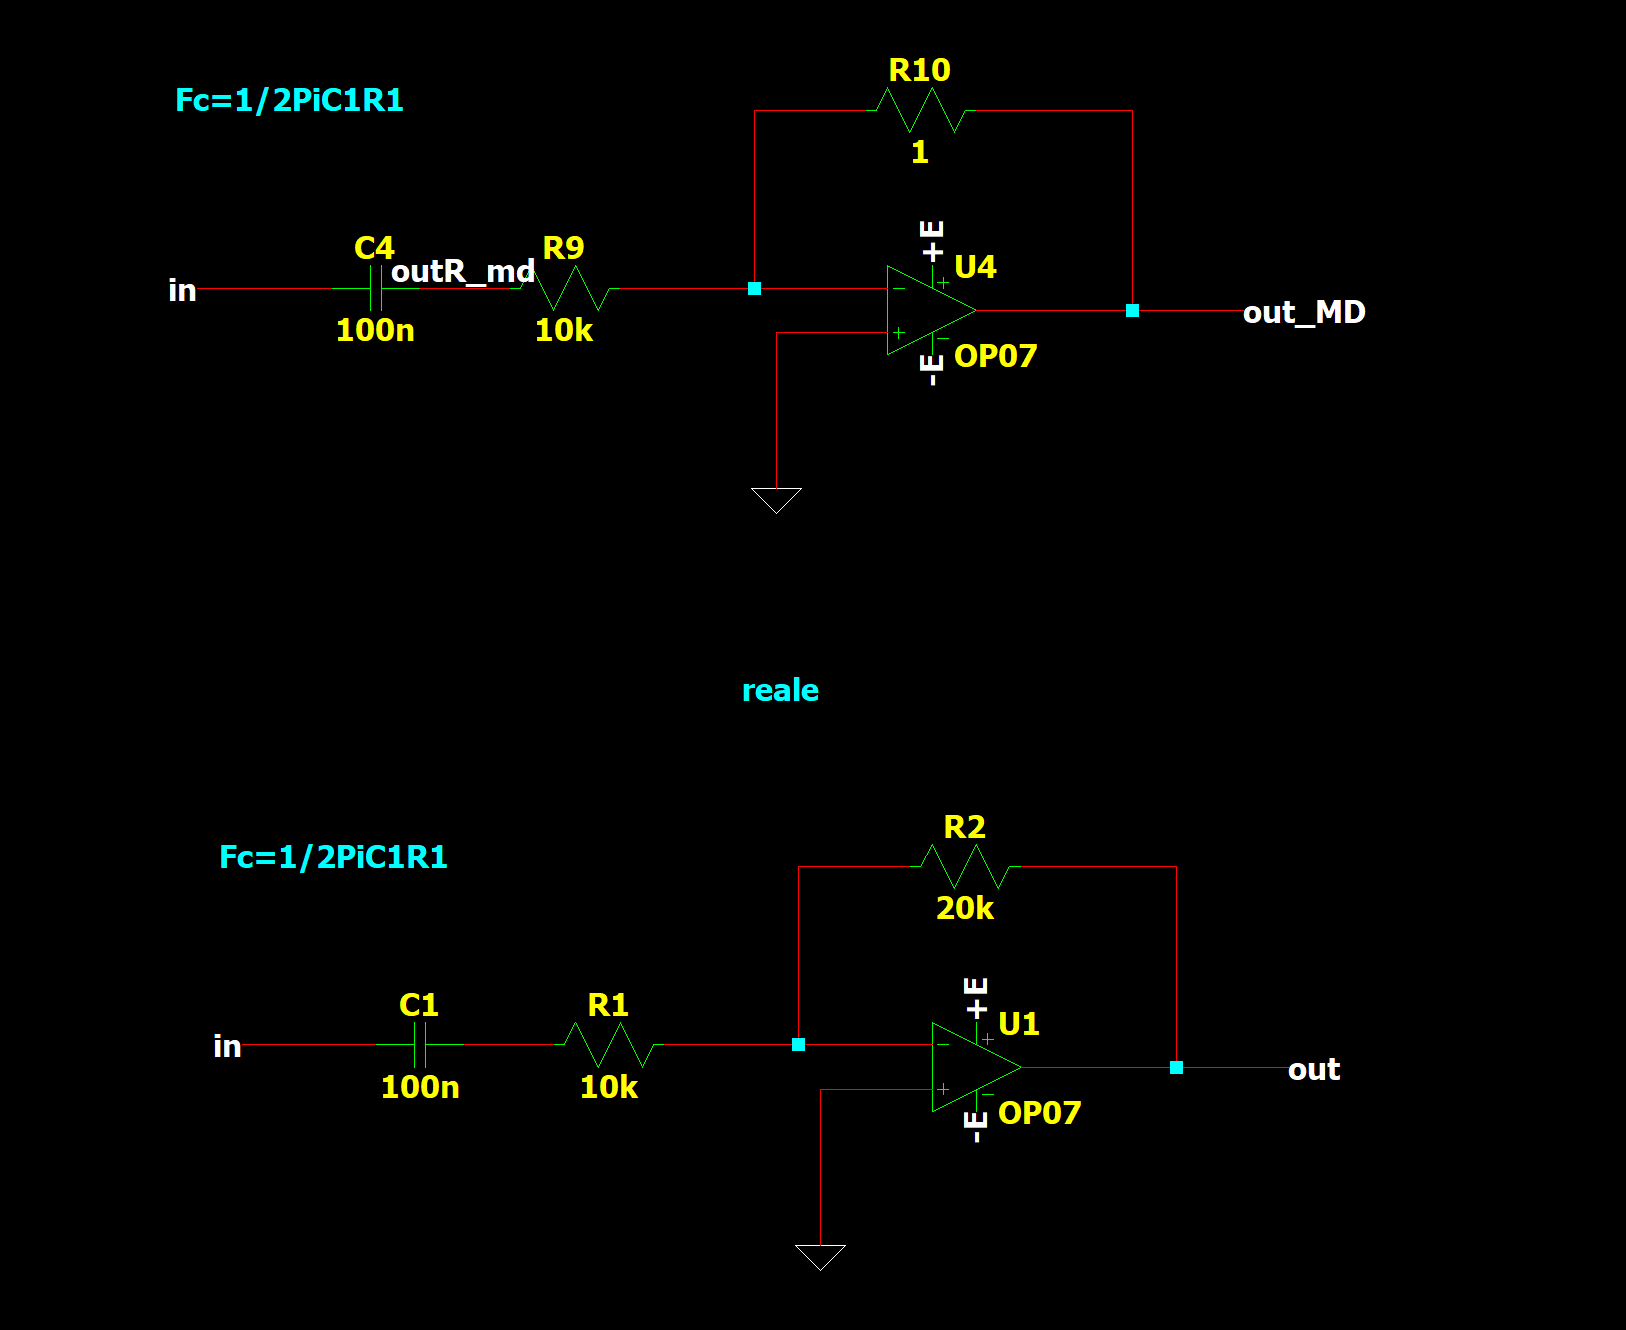 R10
Fc=1/2PiC1R1
1
+E
C4
R9
outR_md
U4
in
out_MD
100n
10k
-E
OP07
reale
R2
Fc=1/2PiC1R1
20k
+E
C1
R1
U1
in
out
100n
10k
-E
OP07